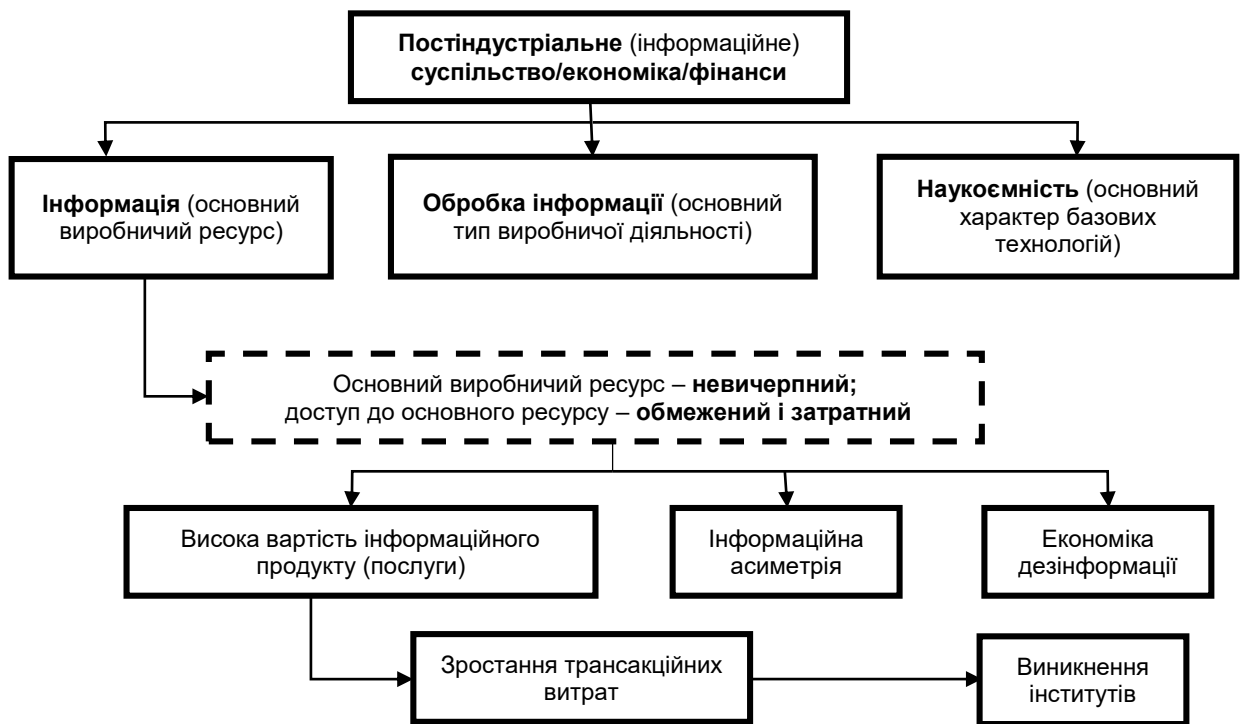 Постіндустріальне (інформаційне)
суспільство/економіка/фінанси
Інформація (основний
виробничий ресурс)
Обробка інформації (основний
тип виробничої діяльності)
Наукоємність (основний
характер базових
технологій)
Основний виробничий ресурс – невичерпний;
доступ до основного ресурсу – обмежений і затратний
Висока вартість інформаційного
продукту (послуги)
Інформаційна
асиметрія
Економіка
дезінформації
Зростання трансакційних
витрат
Виникнення
інститутів